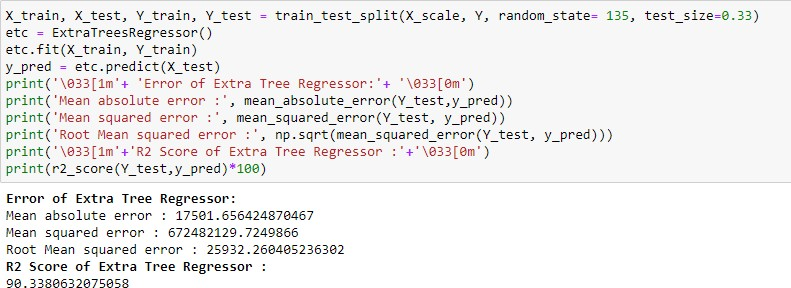 X_train, X_test, Y_train, Y_test = train_test_split(X_scale, Y, random_state= 135, test_size=0.33)
etc = ExtraTreesRegressor()
etc.fit(X_train, Y_train)
y_pred = etc.predict(X_test)
print('\033[1m'+ 'Error of Extra Tree Regressor:'+ '\033[0m')
print('Mean absolute error :', mean_absolute_error(Y_test,y_pred))
print('Mean squared error :', mean_squared_error(Y_test, y_pred))
print('Root Mean squared error :', np.sqrt(mean_squared_error(Y_test, y_pred)))
print('\033[1m'+'R2 Score of Extra Tree Regressor :'+'\033[0m')
print(r2_score(Y_test,y_pred)*100)
Error of Extra Tree Regressor:
Mean absolute error : 17501.656424870467
Mean squared error : 672482129.7249866
Root Mean squared error : 25932.260405236302
R2 Score of Extra Tree Regressor :
90.3380632075058